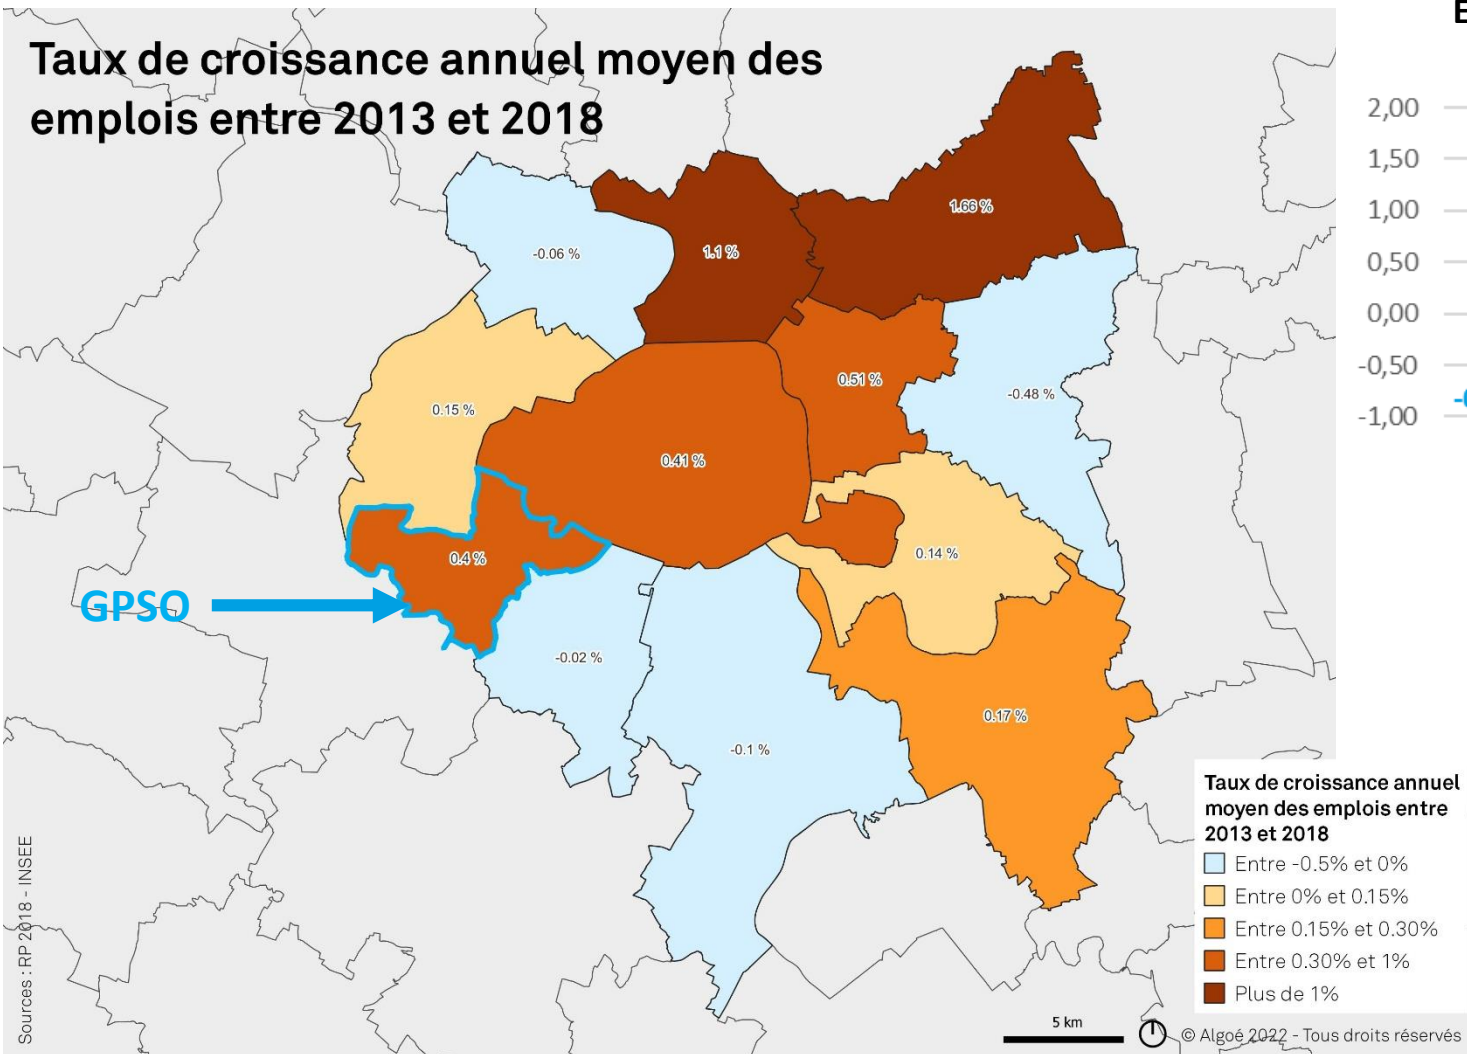 Taux de croissance annuel moyen des
emplois entre 2013 et 2018
2,00
1,50
1,00
0,50
0,00
-0,50
-1,00
1.66 %
-0.06 %
1.1 %
0.51 %
-0.48 %
0.15 %
0.41 %
0.4 %
0.14 %
GPSO
-0.02 %
0.17 %
-0.1 %
Taux de croissance annuel
moyen des emplois entre
2013 et 2018
Entre -0.5% et 0%
Entre 0% et 0.15%
Entre 0.15% et 0.30%
Entre 0.30% et 1%
Plus de 1%
Sources : RP 2018 - INSEE
5 km
© Algoé 2022 - Tous droits réservés